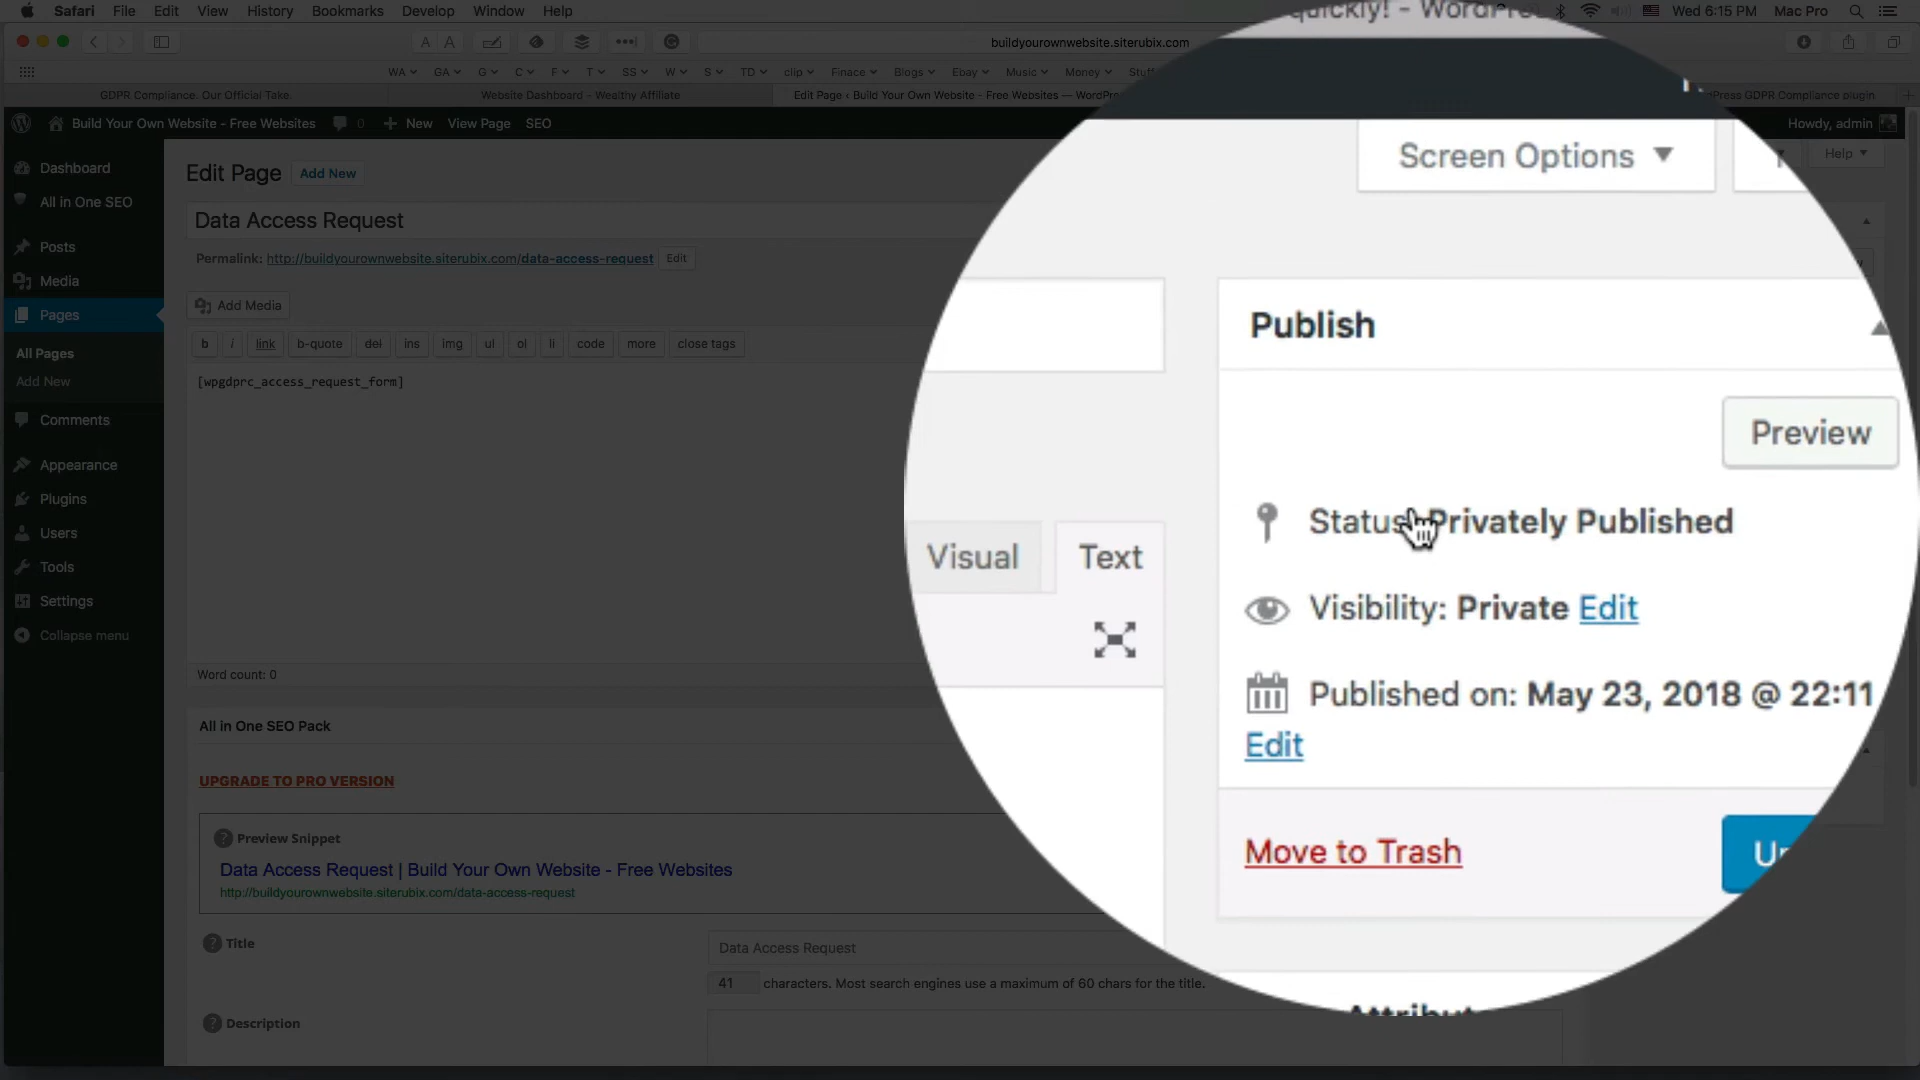 Safari File Edit View History Bookmarks Develop Window Help
quickly! -
Wed 6:15 PM Mac Pro
A A
buildyourownwebsite.siterubix.com
WA GA G C F T SS W S TD clip Finace Blogs Ebay Music Money
GDPR Compliance. Our Official Take.
Website Dashboard - Wealthy Affiliate
Edit Page ‹ Build Your Own Website - Free Websites —
GDPR Compliance plugin
Build Your Own Website - Free Websites 0 New View Page SEO
Howdy, admin
Screen Options
Help
Dashboard
All in One SEO
Posts
Media
Pages
All Pages
Add New
Comments
Appearance
Plugins
Users
Tools
Settings
Collapse menu
Edit Page Add New
Data Access Request
Permalink: http://buildyourownwebsite.siterubix.com/data-access-request Edit
Add Media
b i link b-quote del ins img ul ol li code more close tags
[wpgdprc_access_request_form]
Visual Text
Word count: 0
Publish
Preview
Status: Privately Published
Visibility: Private Edit
Published on: May 23, 2018 @ 22:11
Edit
Move to Trash
All in One SEO Pack
UPGRADE TO PRO VERSION
Preview Snippet
Data Access Request | Build Your Own Website - Free Websites
http://buildyourownwebsite.siterubix.com/data-access-request
Title
Data Access Request
41 characters. Most search engines use a maximum of 60 chars for the title.
Description